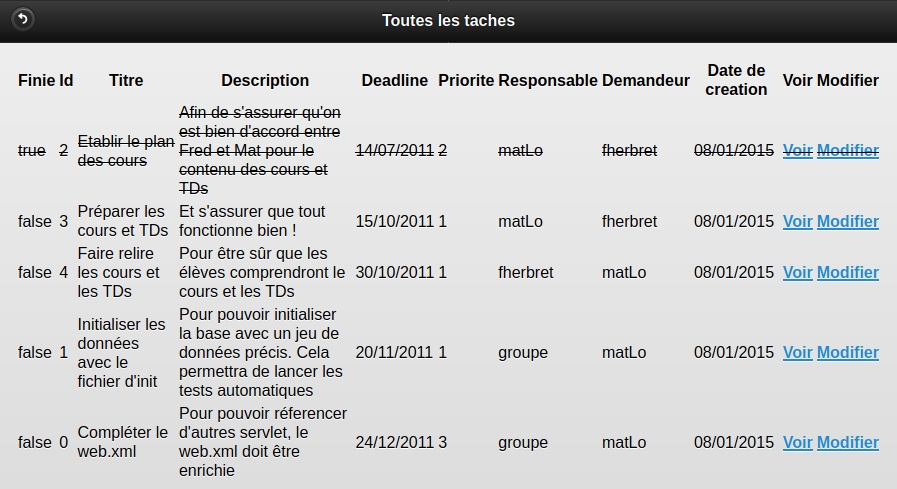 Toutes les taches
Finie Id Titre Description Deadline Priorite Responsable Demandeur Date de creation Voir Modifier
true 2 Etablir le plan des cours Afin de s'assurer qu'on est bien d'accord entre Fred et Mat pour le contenu des cours et TDs 14/07/2011 2 matLo fherbret 08/01/2015 Voir Modifier
false 3 Préparer les cours et TDs Et s'assurer que tout fonctionne bien ! 15/10/2011 1 matLo fherbret 08/01/2015 Voir Modifier
false 4 Faire relire les cours et les TDs Pour être sûr que les élèves comprendront le cours et les TDs 30/10/2011 1 fherbret matLo 08/01/2015 Voir Modifier
false 1 Initialiser les données avec le fichier d'init Pour pouvoir initialiser la base avec un jeu de données précis. Cela permettra de lancer les tests automatiques 20/11/2011 1 groupe matLo 08/01/2015 Voir Modifier
false 0 Compléter le web.xml Pour pouvoir réferencer d'autres servlet, le web.xml doit être enrichie 24/12/2011 3 groupe matLo 08/01/2015 Voir Modifier